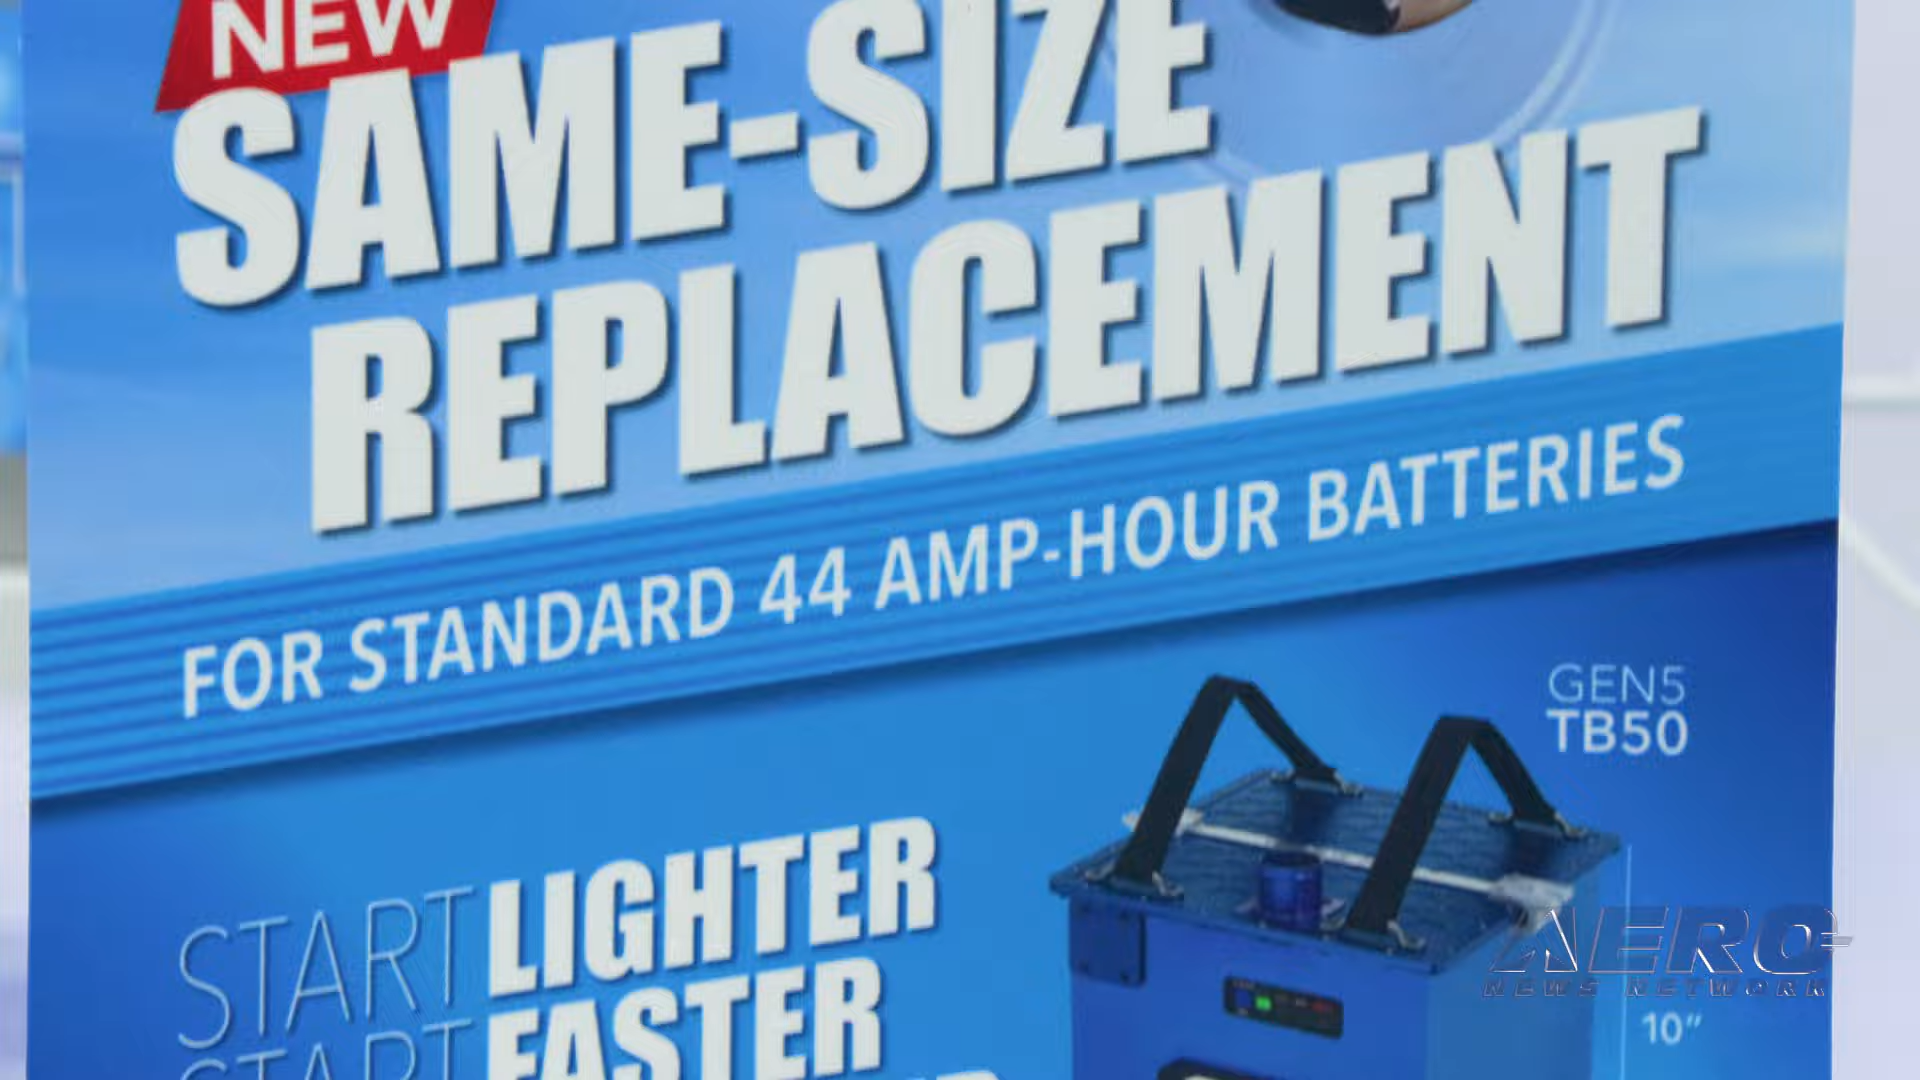 NEW
SAME-SIZE
REPLACEMENT
FOR STANDARD 44 AMP-HOUR BATTERIES
GEN5
TB50
START LIGHTER
START FASTER
10"
AERO
NEWS NETWORK